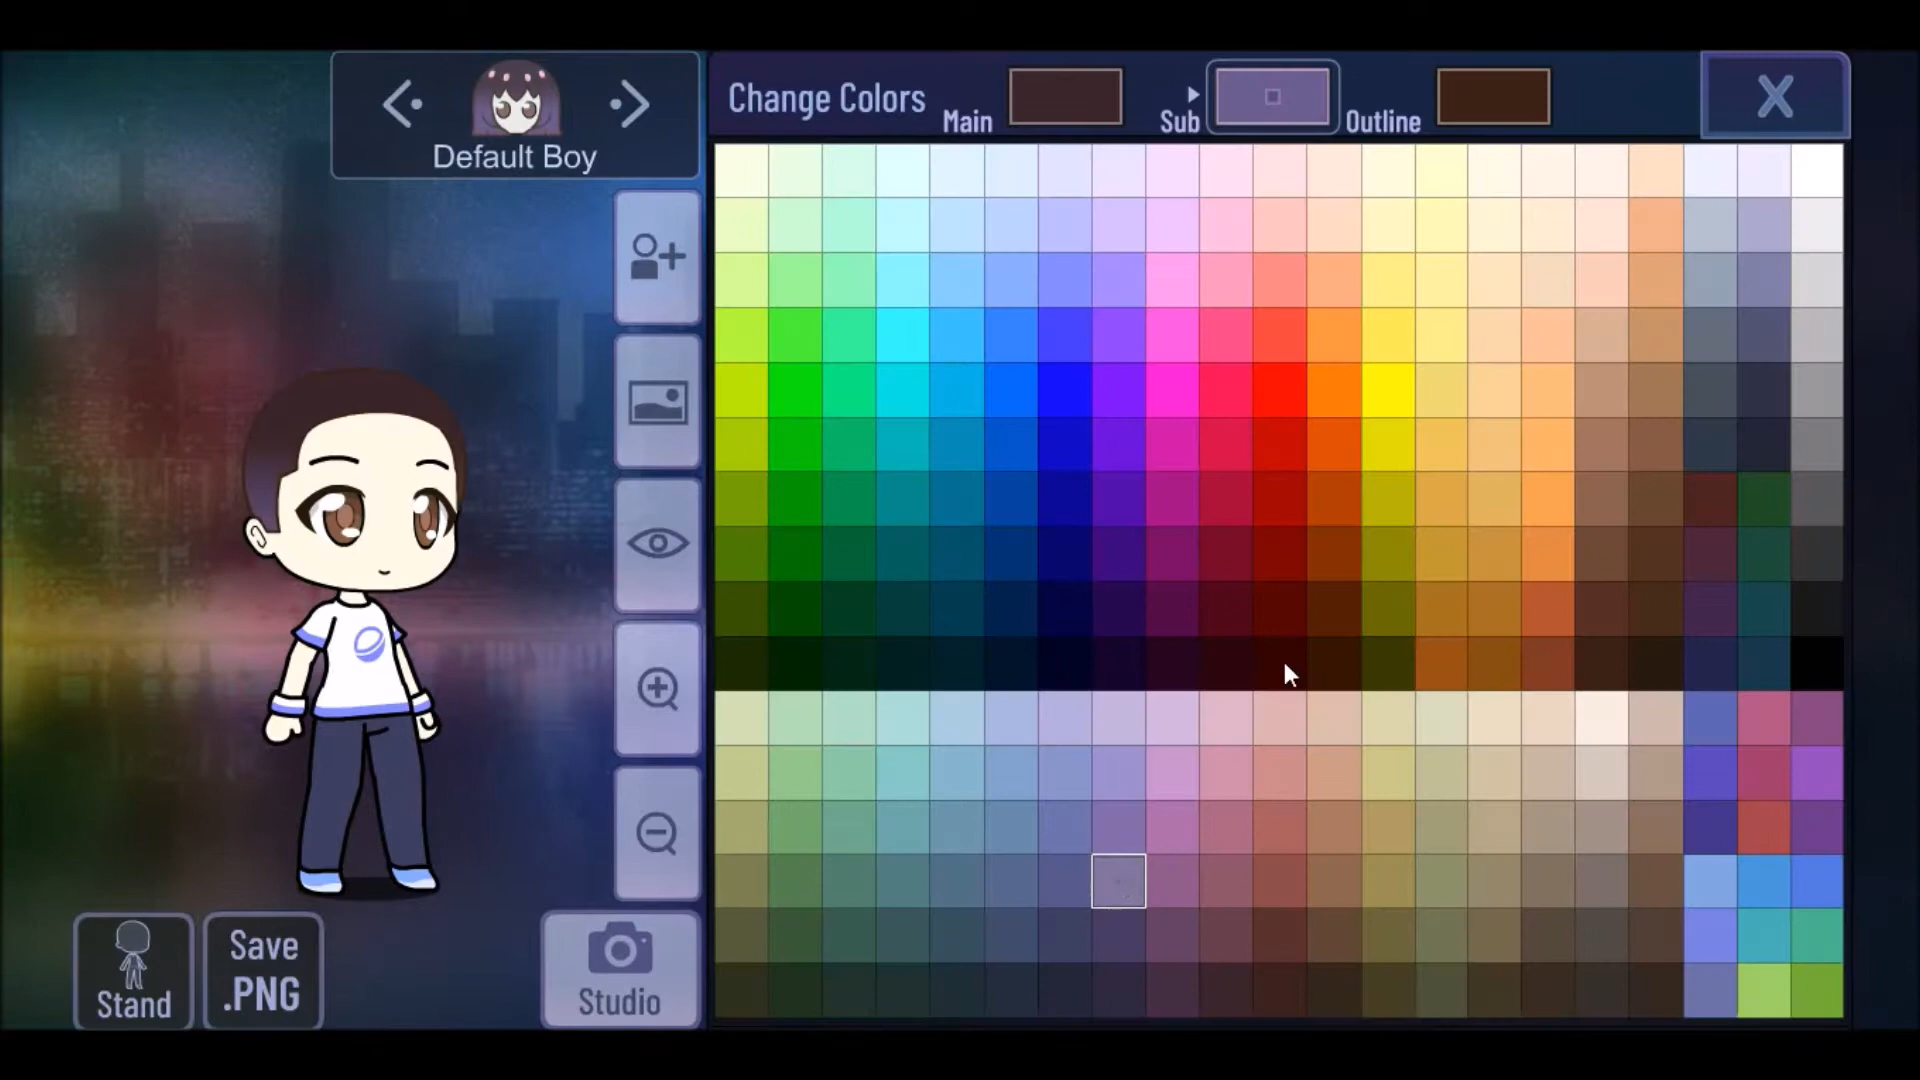 Default Boy
Change Colors
Main
Sub
Outline
X
Stand
Save
.PNG
Studio